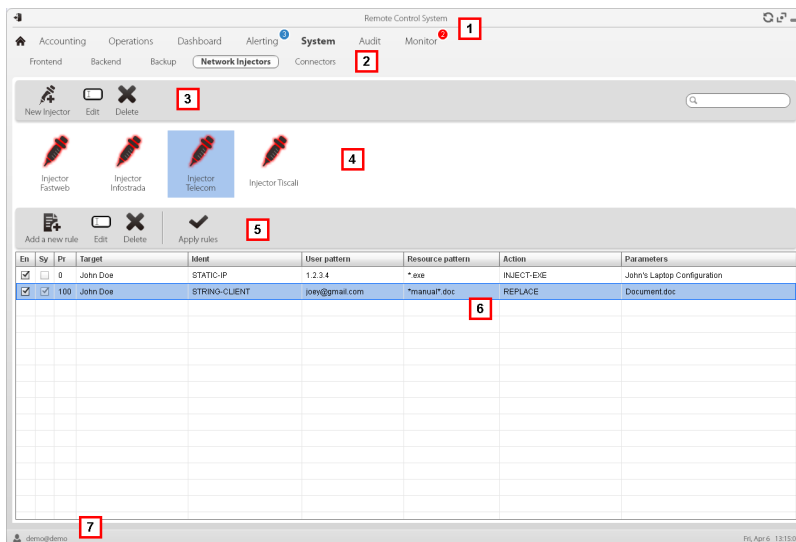 Remote Control System
1
Accounting Operations Dashboard Alerting 3 System Audit Monitor 2
Frontend Backend Backup Network Injectors Connectors
2
New Injector Edit Delete
3
Injector Fastweb
Injector Infostrada
Injector Telecom
Injector Tiscali
4
Add a new rule Edit Delete Apply rules
5
En Sy Pr Target Ident User pattern Resource pattern Action Parameters
0 John Doe STATIC-IP 1.2.3.4 *.exe INJECT-EXE John's Laptop Configuration
100 John Doe STRING-CLIENT joey@gmail.com *manual*.doc REPLACE Document.doc
6
7
demo@demo Fri, Apr 6 13:15:0